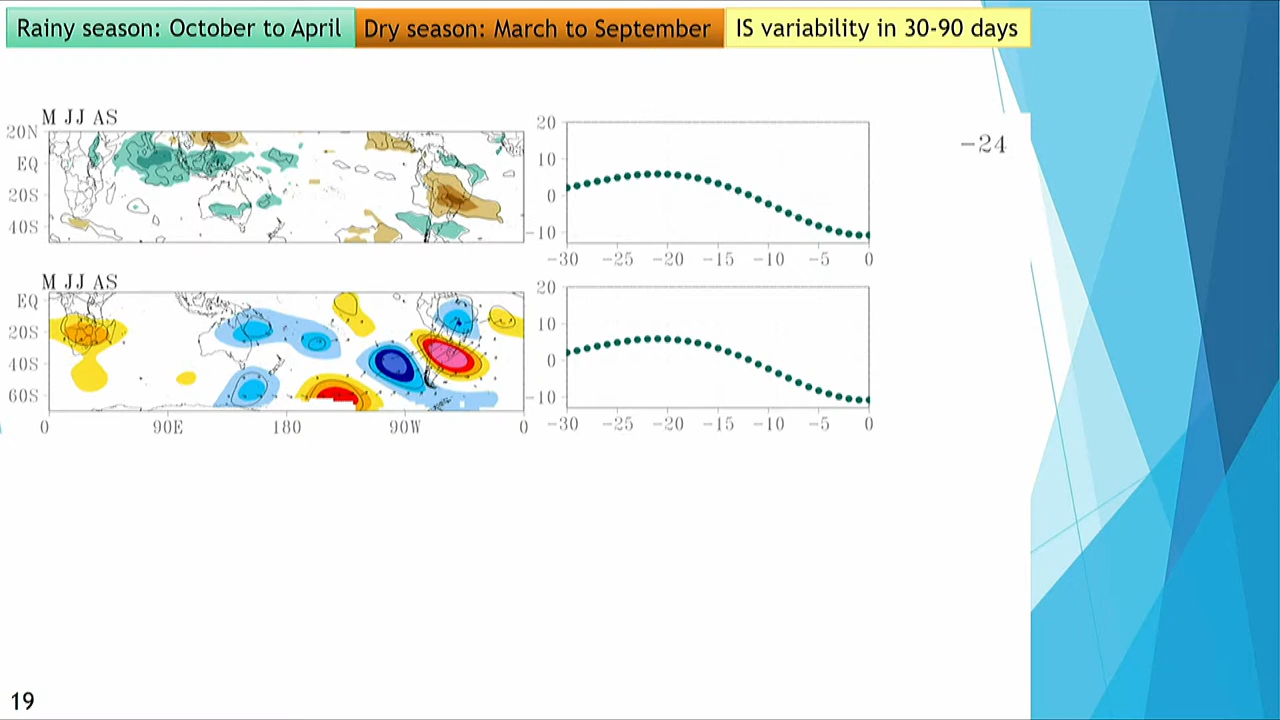 Rainy season: October to April
Dry season: March to September
IS variability in 30-90 days
M JJ AS
20N
EQ
20S
40S
20
10
0
-10
-30 -25 -20 -15 -10 -5 0
-24
M JJ AS
EQ
20S
40S
60S
0 90E 180 90W 0
20
10
0
-10
-30 -25 -20 -15 -10 -5 0
19